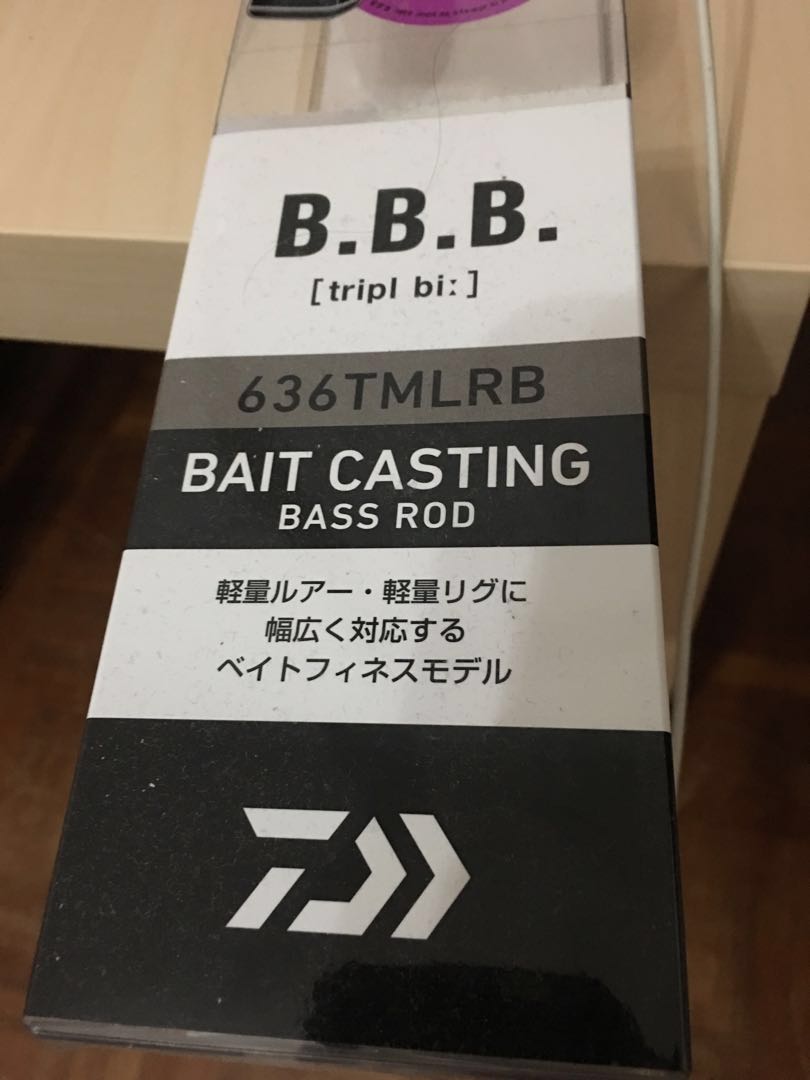 B.B.B.
[tripl biː]
636TMLRB
BAIT CASTING
BASS ROD
軽量ルアー・軽量リグに
幅広く対応する
ベイトフィネスモデル